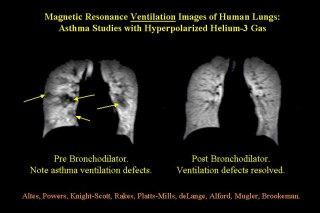 Magnetic Resonance Ventilation Images of Human Lungs:
Asthma Studies with Hyperpolarized Helium-3 Gas
Pre Bronchodilator.
Note asthma ventilation defects.
Post Bronchodilator.
Ventilation defects resolved.
Altes, Powers, Knight-Scott, Rakes, Platts-Mills, deLange, Alford, Mugler, Brookeman.